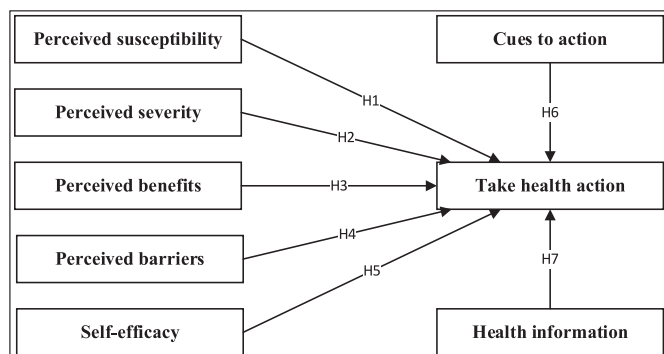 Perceived susceptibility
Cues to action
H1
H6
Perceived severity
H2
Perceived benefits
H3
Take health action
H4
Perceived barriers
H5
H7
Self-efficacy
Health information